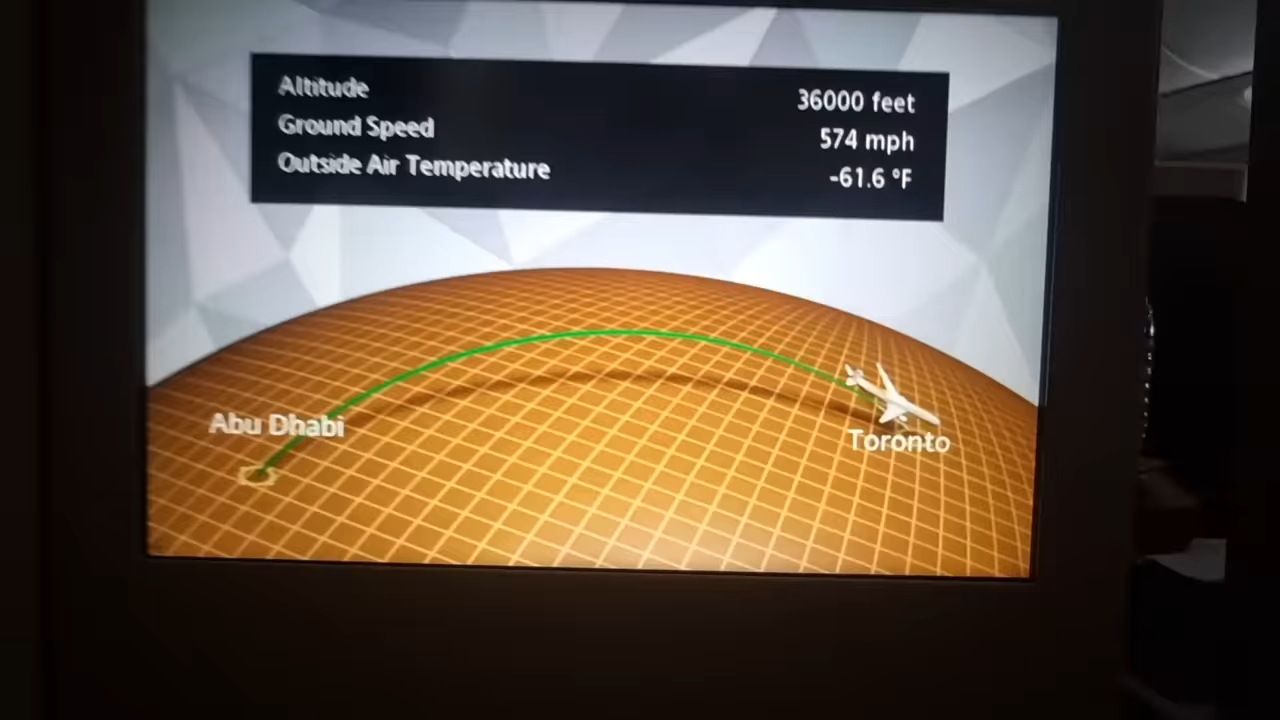 Altitude 36000 feet
Ground Speed 574 mph
Outside Air Temperature -61.6 °F
Abu Dhabi
Toronto